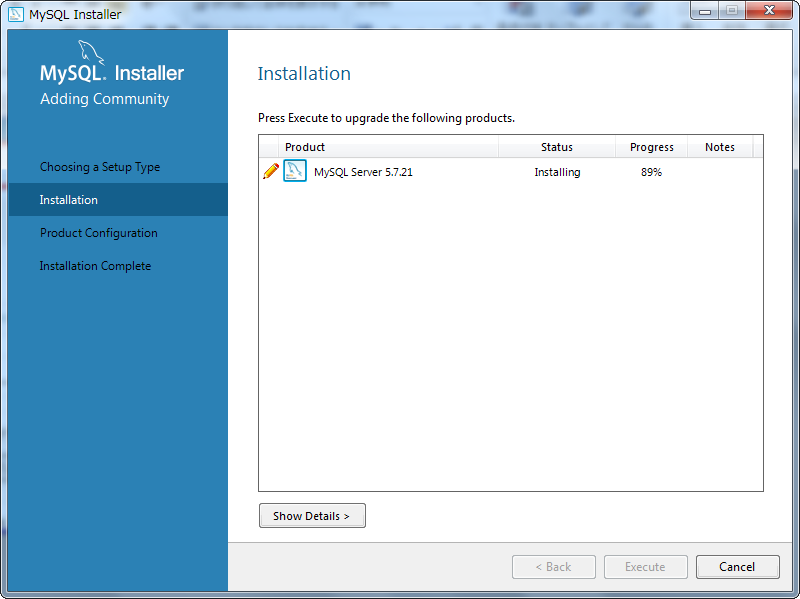 MySQL Installer
MySQL. Installer
Adding Community
Choosing a Setup Type
Installation
Product Configuration
Installation Complete
Installation
Press Execute to upgrade the following products.
Product Status Progress Notes
MySQL Server 5.7.21 Installing 89%
Show Details >
< Back Execute Cancel